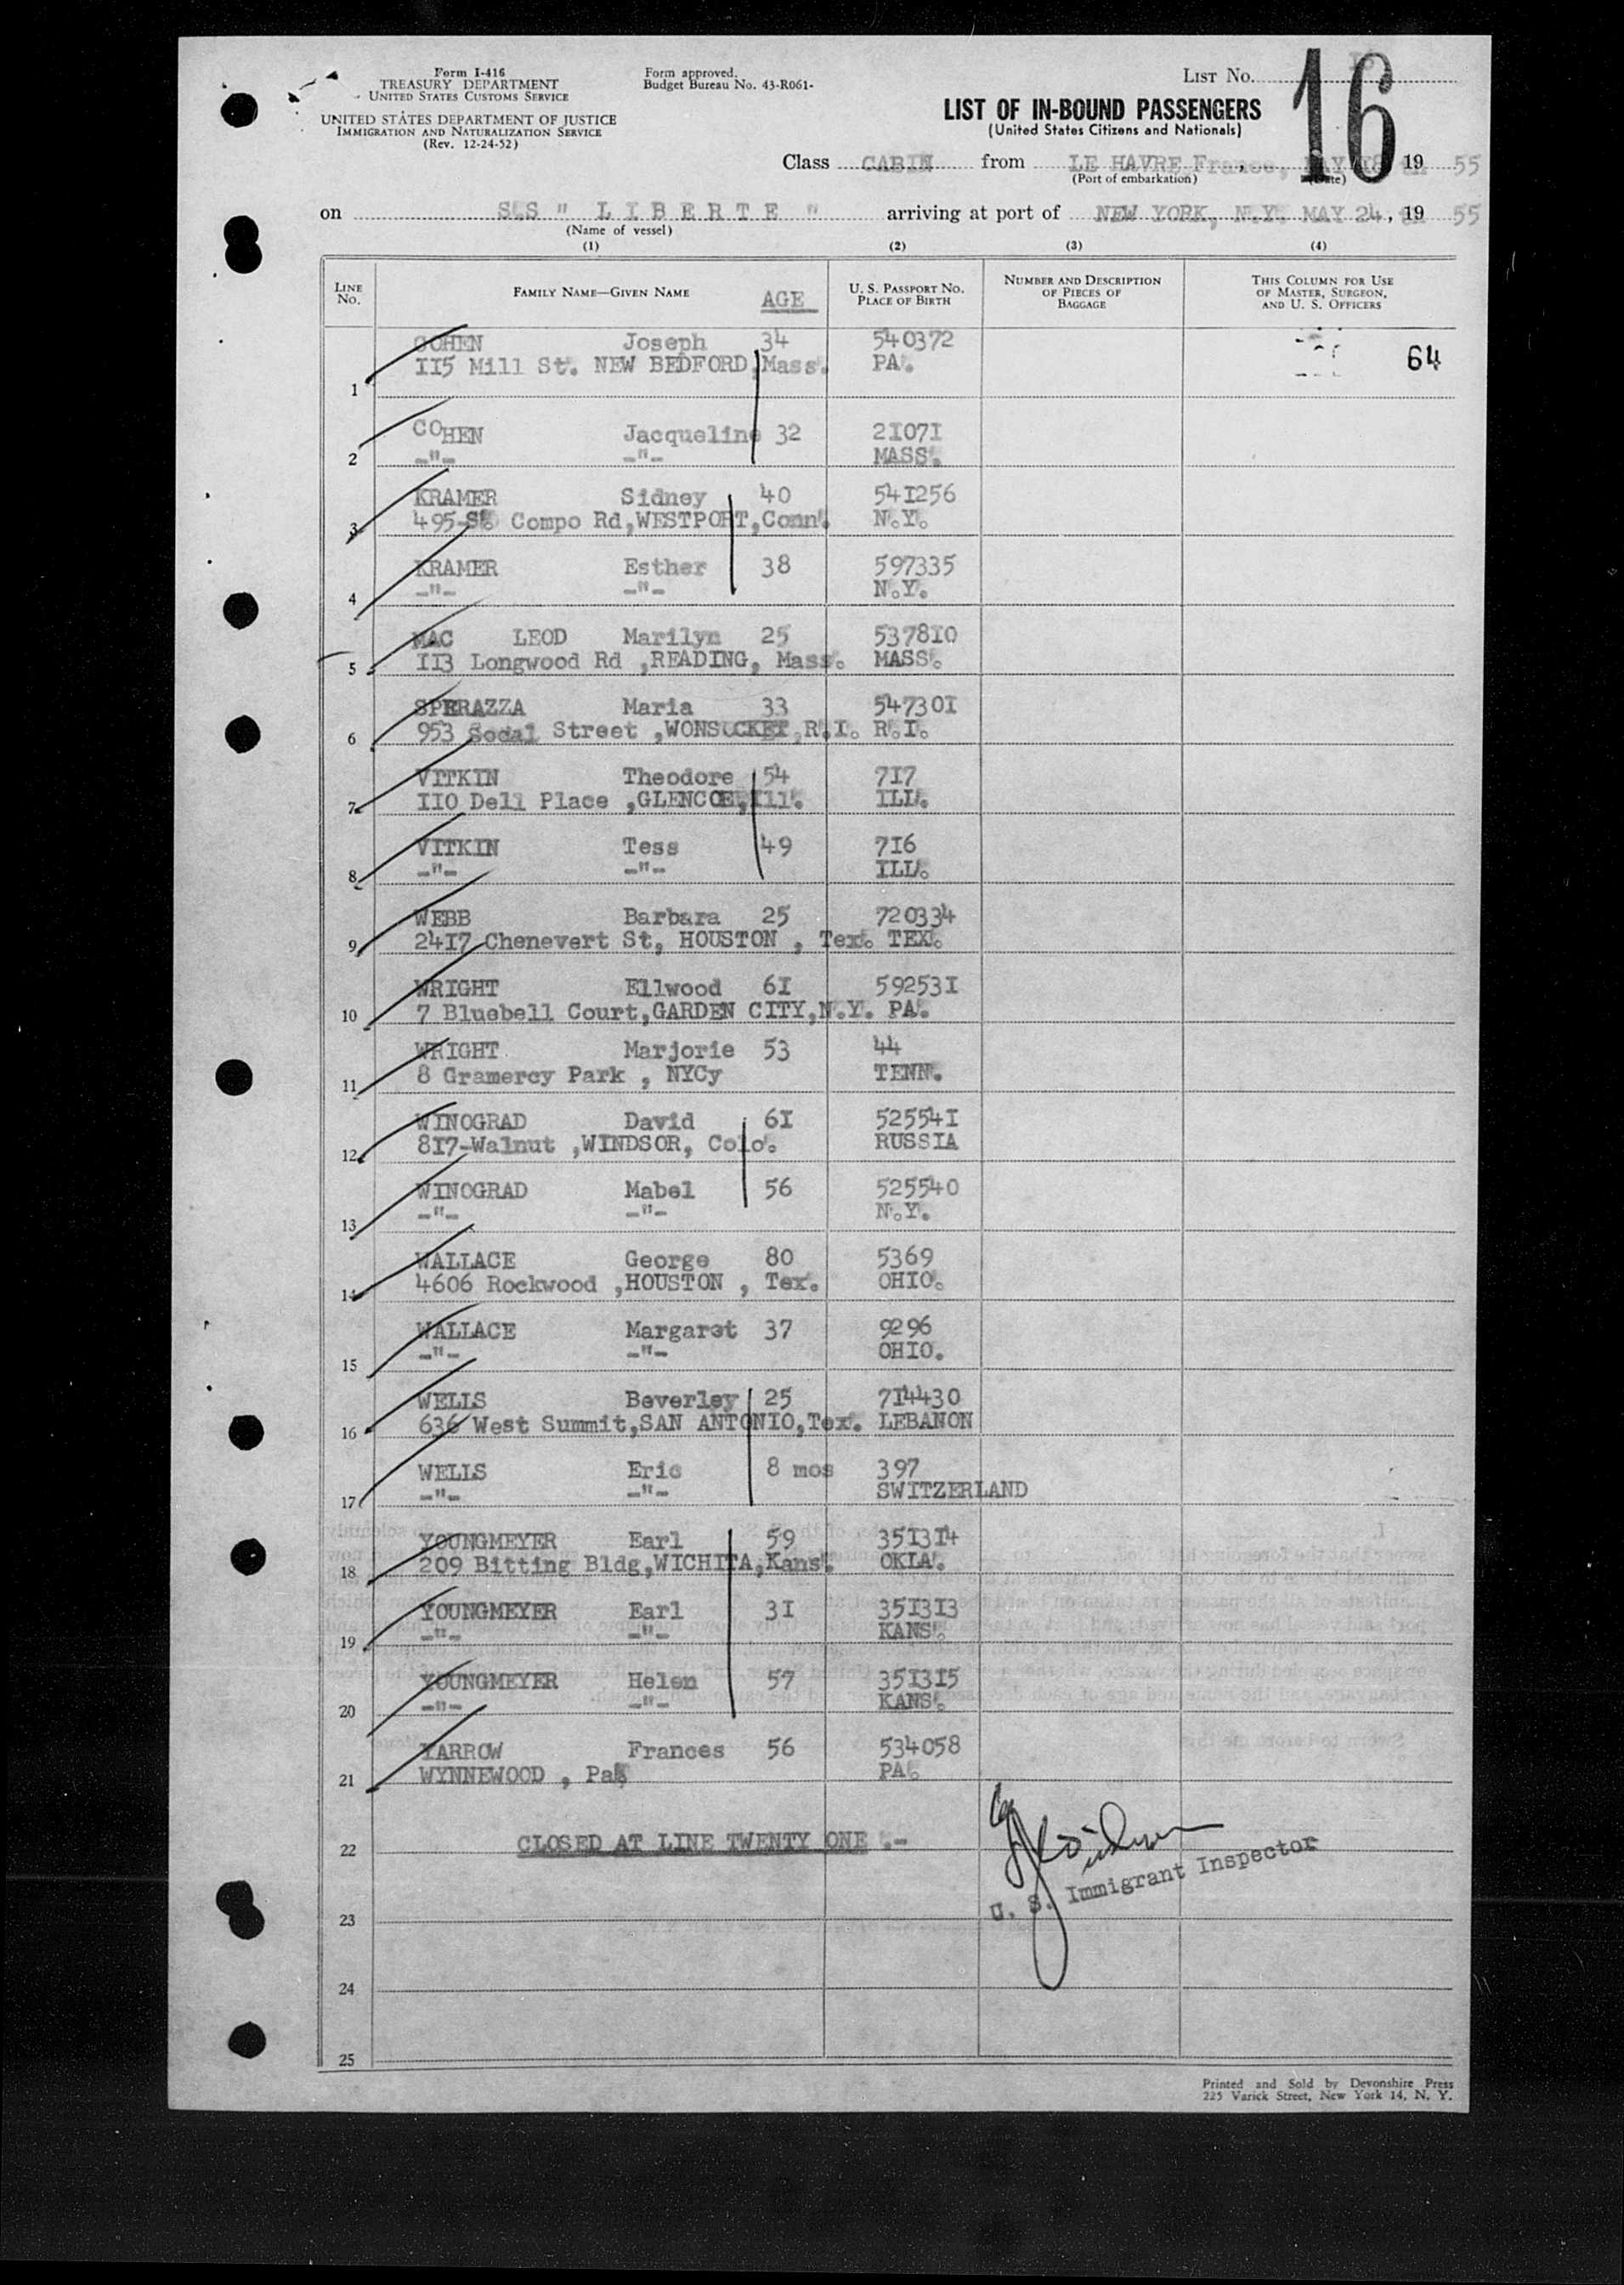 Form I-416
TREASURY DEPARTMENT
UNITED STATES CUSTOMS SERVICE
UNITED STATES DEPARTMENT OF JUSTICE
IMMIGRATION AND NATURALIZATION SERVICE
(Rev. 12-24-52)
Form approved.
Budget Bureau No. 43-R061-
LIST No. 16
LIST OF IN-BOUND PASSENGERS
(United States Citizens and Nationals)
Class CABIN from LE HAVRE, France, MAY 18 th 19 55
(Port of embarkation) (Date)
on S.S " LIBERTE " arriving at port of NEW YORK, N.Y. MAY 24, th 19 55
(Name of vessel)
(1) (2) (3) (4)
LINE No. FAMILY NAME—GIVEN NAME AGE U. S. PASSPORT NO. PLACE OF BIRTH NUMBER AND DESCRIPTION OF PIECES OF BAGGAGE THIS COLUMN FOR USE OF MASTER, SURGEON, AND U. S. OFFICERS
COHEN Joseph 34 540372
1 115 Mill St. NEW BEDFORD, Mass. PA. 64
COHEN Jacqueline 32 21071
2 -"- -"- MASS.
KRAMER Sidney 40 541256
3 495-S. Compo Rd, WESTPORT, Conn. N.Y.
KRAMER Esther 38 597335
4 -"- -"- N.Y.
MAC LEOD Marilyn 25 537810
5 113 Longwood Rd , READING, Mass. MASS.
SPERAZZA Maria 33 547301
6 953 Social Street , WONSUCKET, R.I. R.I.
VITKIN Theodore 54 717
7 110 Dell Place , GLENCOE, Ill. ILL.
VITKIN Tess 49 716
8 -"- -"- ILL.
WEBB Barbara 25 720334
9 2417 Chenevert St, HOUSTON , Tex. TEX.
WRIGHT Ellwood 61 592531
10 7 Bluebell Court, GARDEN CITY, N.Y. PA.
WRIGHT Marjorie 53 44
11 8 Gramercy Park , NYCy TENN.
WINOGRAD David 61 525541
12 817-Walnut , WINDSOR, Colo. RUSSIA
WINOGRAD Mabel 56 525540
13 -"- -"- N.Y.
WALLACE George 80 5369
14 4606 Rockwood , HOUSTON , Tex. OHIO.
WALLACE Margaret 37 9296
15 -"- -"- OHIO.
WELLS Beverley 25 714430
16 636 West Summit, SAN ANTONIO, Tex. LEBANON
WELLS Eric 8 mos 397
17 -"- -"- SWITZERLAND
YOUNGMEYER Earl 59 351314
18 209 Bitting Bldg, WICHITA, Kans. OKLA.
YOUNGMEYER Earl 31 351313
19 -"- -"- KANS.
YOUNGMEYER Helen 57 351315
20 -"- -"- KANS.
YARROW Frances 56 534058
21 WYNNEWOOD , Pa. PA.
22 CLOSED AT LINE TWENTY ONE .-
U. S. Immigrant Inspector
23
24
25
Printed and Sold by Devonshire Press
225 Varick Street, New York 14, N. Y.